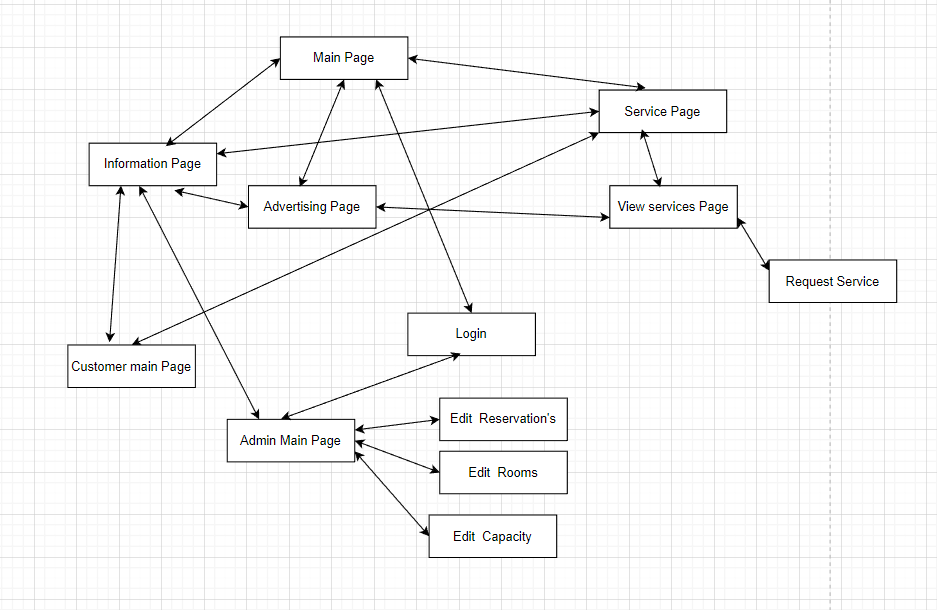 Main Page
Service Page
Information Page
Advertising Page
View services Page
Request Service
Login
Customer main Page
Edit  Reservation's
Admin Main Page
Edit  Rooms
Edit  Capacity